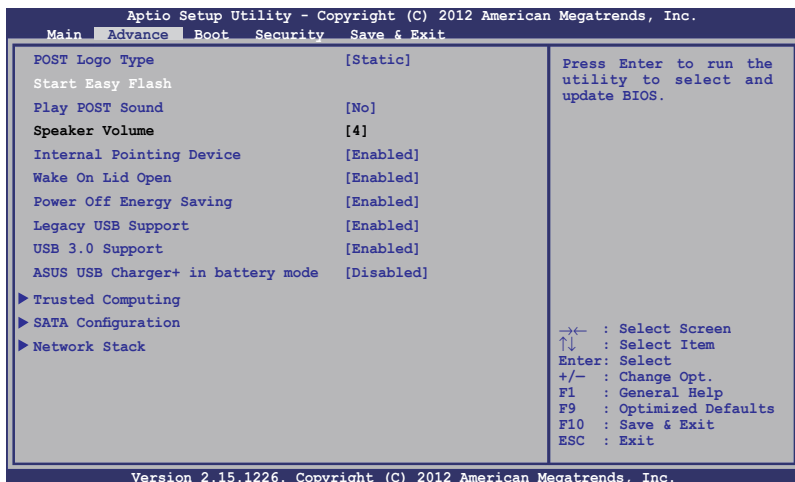 Aptio Setup Utility - Copyright (C) 2012 American Megatrends, Inc.
Main Advance Boot Security Save & Exit
POST Logo Type [Static]
Start Easy Flash
Play POST Sound [No]
Speaker Volume [4]
Internal Pointing Device [Enabled]
Wake On Lid Open [Enabled]
Power Off Energy Saving [Enabled]
Legacy USB Support [Enabled]
USB 3.0 Support [Enabled]
ASUS USB Charger+ in battery mode [Disabled]
Trusted Computing
SATA Configuration
Network Stack
Press Enter to run the
utility to select and
update BIOS.
→← : Select Screen
↑↓ : Select Item
Enter: Select
+/— : Change Opt.
F1 : General Help
F9 : Optimized Defaults
F10 : Save & Exit
ESC : Exit
Version 2.15.1226. Copyright (C) 2012 American Megatrends, Inc.